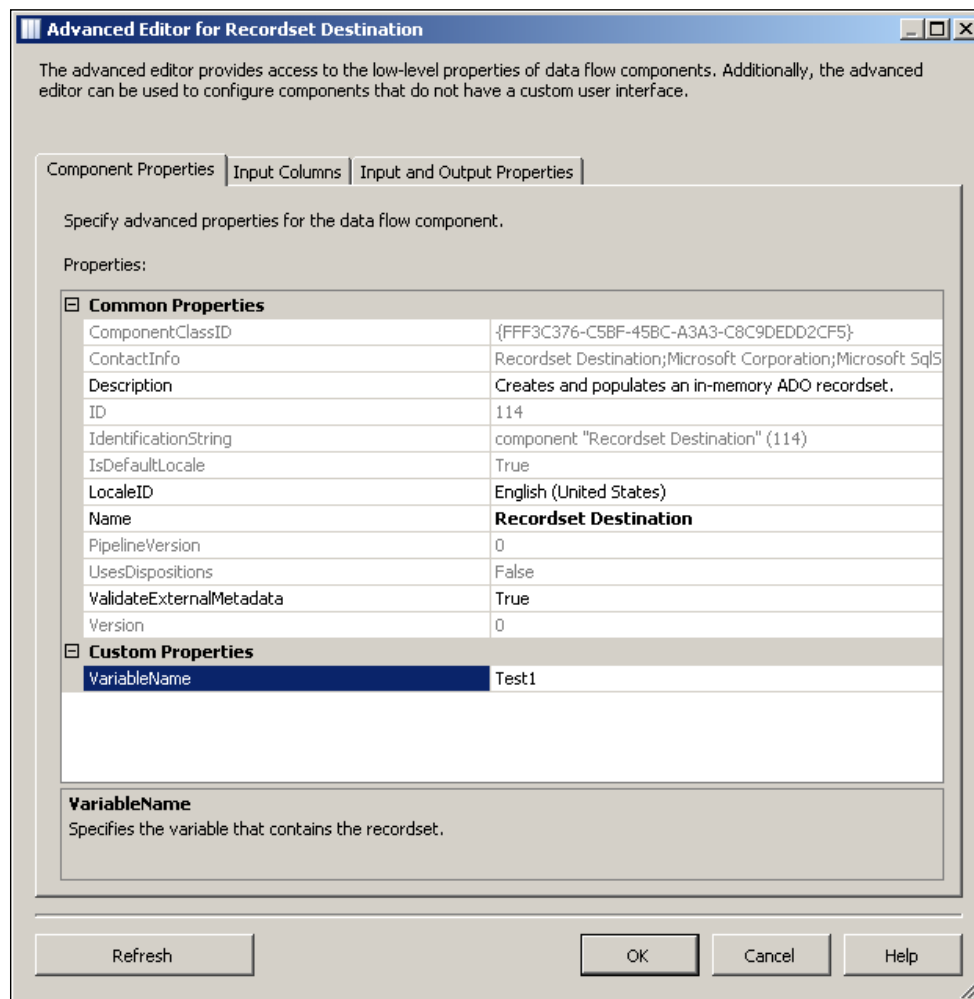 Advanced Editor for Recordset Destination
The advanced editor provides access to the low-level properties of data flow components. Additionally, the advanced
editor can be used to configure components that do not have a custom user interface.
Component Properties
Input Columns
Input and Output Properties
Specify advanced properties for the data flow component.
Properties:
Common Properties
ComponentClassID {FFF3C376-C5BF-45BC-A3A3-C8C9DEDD2CF5}
ContactInfo Recordset Destination;Microsoft Corporation;Microsoft SqlS
Description Creates and populates an in-memory ADO recordset.
ID 114
IdentificationString component "Recordset Destination" (114)
IsDefaultLocale True
LocaleID English (United States)
Name Recordset Destination
PipelineVersion 0
UsesDispositions False
ValidateExternalMetadata True
Version 0
Custom Properties
VariableName Test1
VariableName
Specifies the variable that contains the recordset.
Refresh OK Cancel Help